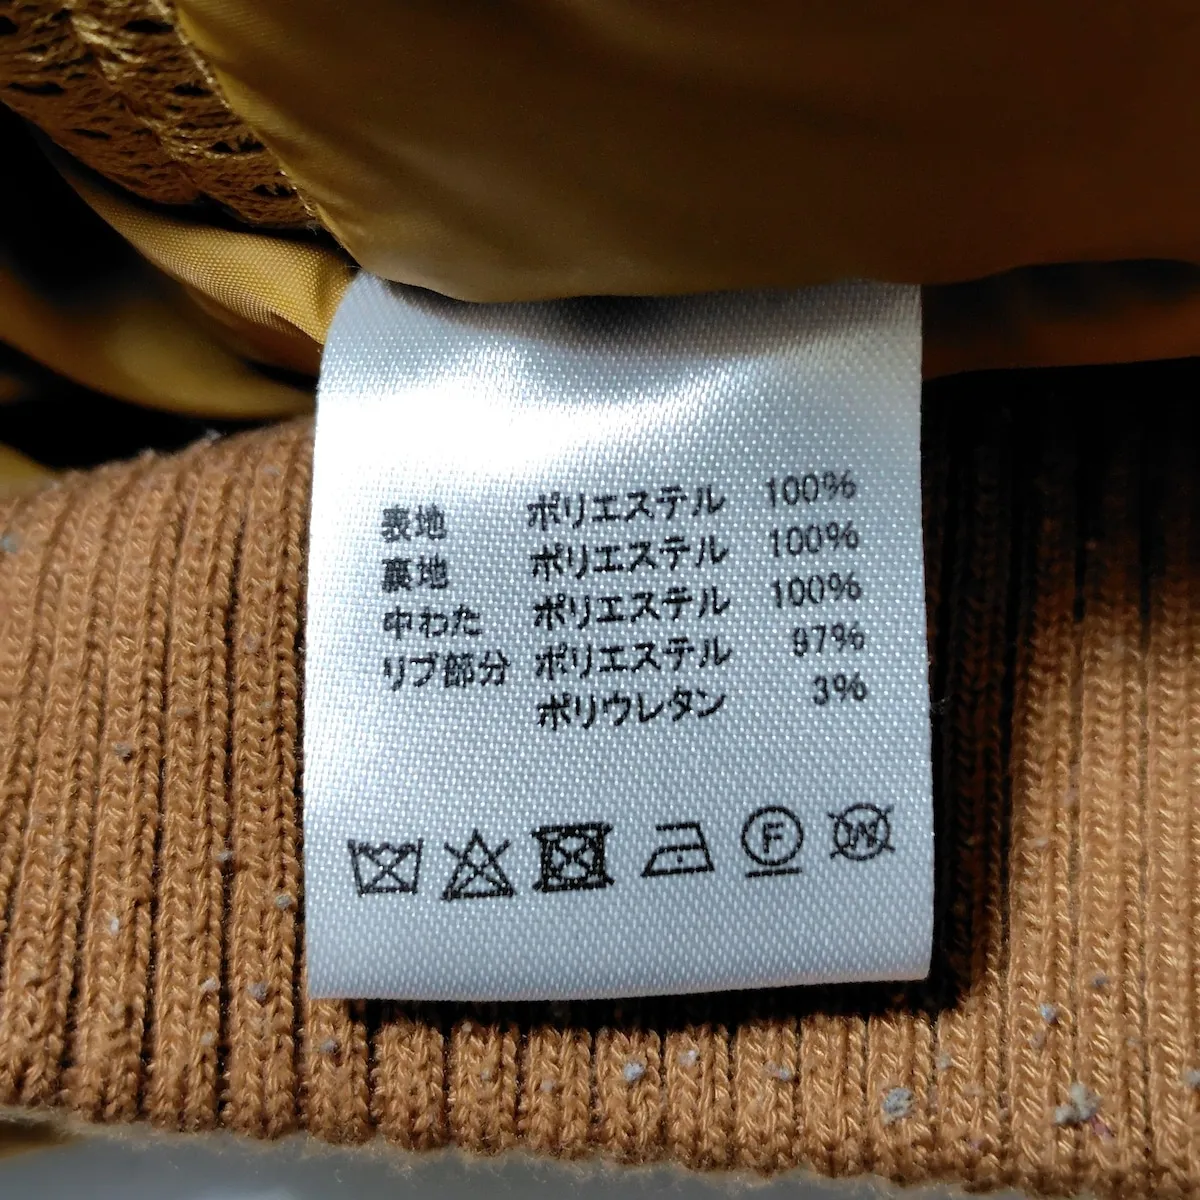 表地 ポリエステル 100%
裏地 ポリエステル 100%
中わた ポリエステル 100%
リブ部分 ポリエステル 97%
ポリウレタン 3%
F W